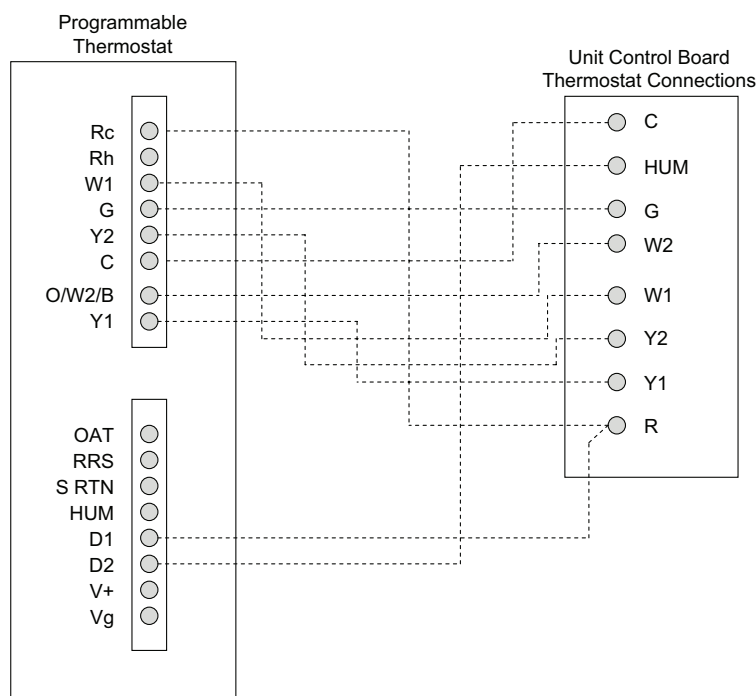 Programmable
Thermostat
Rc
Rh
W1
G
Y2
C
O/W2/B
Y1
OAT
RRS
S RTN
HUM
D1
D2
V+
Vg
Unit Control Board
Thermostat Connections
C
HUM
G
W2
W1
Y2
Y1
R